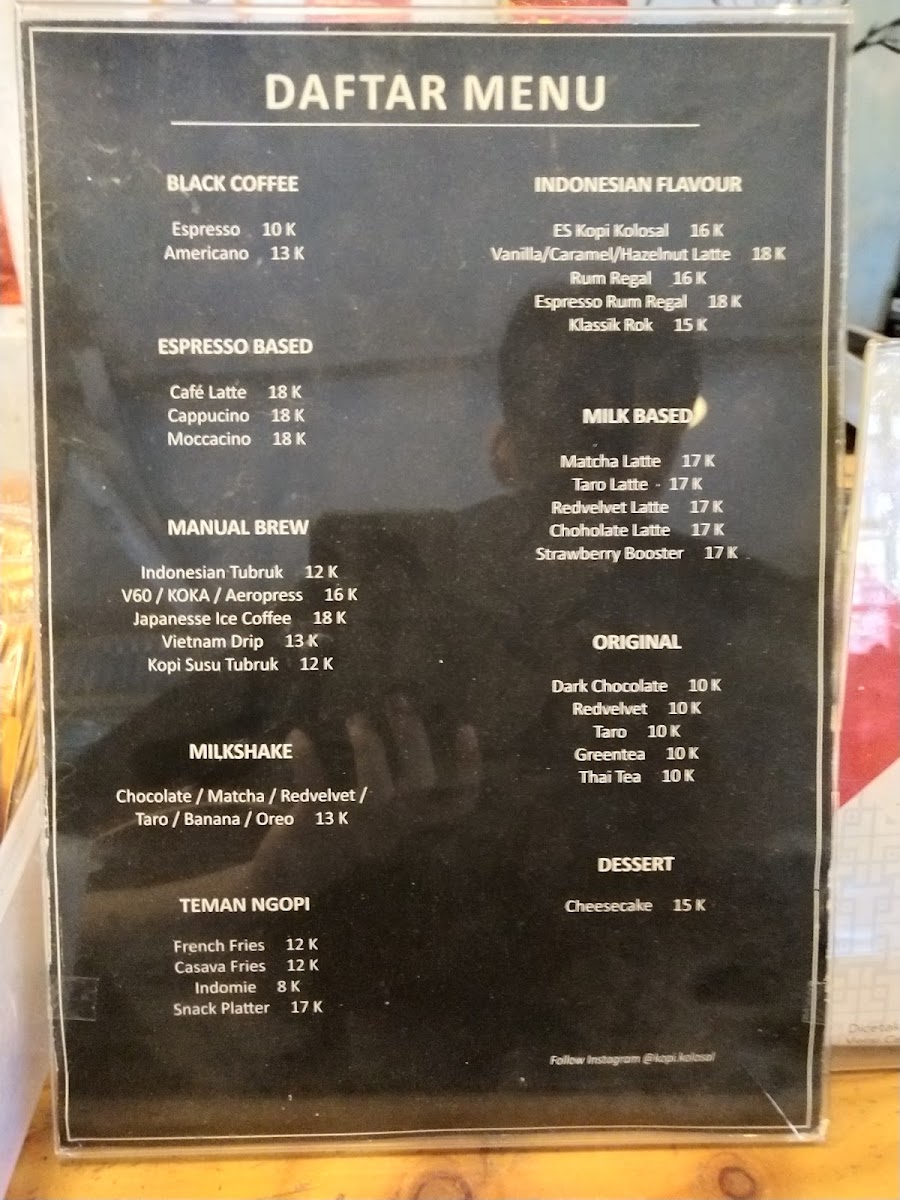 DAFTAR MENU
BLACK COFFEE
Espresso 10 K
Americano 13 K
ESPRESSO BASED
Café Latte 18 K
Cappucino 18 K
Moccacino 18 K
MANUAL BREW
Indonesian Tubruk 12 K
V60 / KOKA / Aeropress 16 K
Japanesse Ice Coffee 18 K
Vietnam Drip 13 K
Kopi Susu Tubruk 12 K
MILKSHAKE
Chocolate / Matcha / Redvelvet /
Taro / Banana / Oreo 13 K
TEMAN NGOPI
French Fries 12 K
Casava Fries 12 K
Indomie 8 K
Snack Platter 17 K
INDONESIAN FLAVOUR
ES Kopi Kolosal 16 K
Vanilla/Caramel/Hazelnut Latte 18 K
Rum Regal 16 K
Espresso Rum Regal 18 K
Klassik Rok 15 K
MILK BASED
Matcha Latte 17 K
Taro Latte - 17 K
Redvelvet Latte 17 K
Choholate Latte 17 K
Strawberry Booster 17 K
ORIGINAL
Dark Chocolate 10 K
Redvelvet 10 K
Taro 10 K
Greentea 10 K
Thai Tea 10 K
DESSERT
Cheesecake 15 K
Follow Instagram @kopi.kolosal